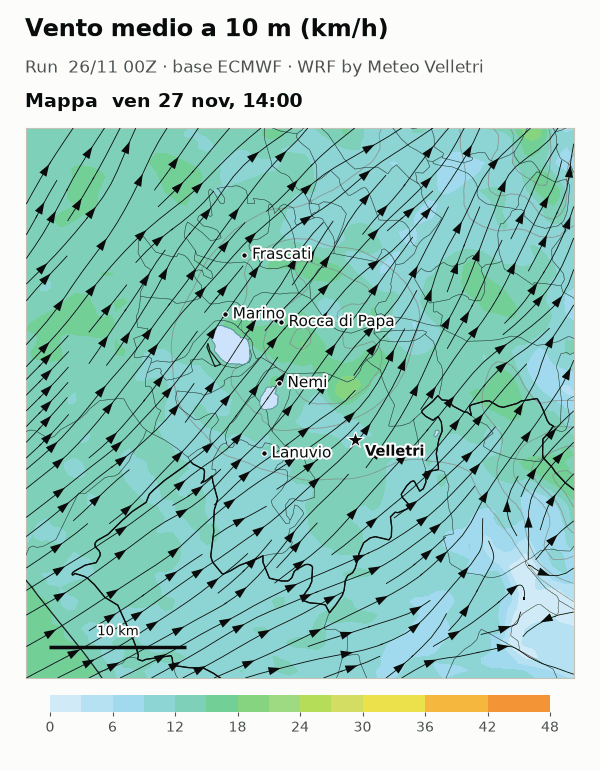 Vento medio a 10 m (km/h)
Run  26/11 00Z · base ECMWF · WRF by Meteo Velletri
Mappa  ven 27 nov, 14:00
Frascati
Marino
Rocca di Papa
Nemi
Velletri
Lanuvio
10 km
0 6 12 18 24 30 36 42 48